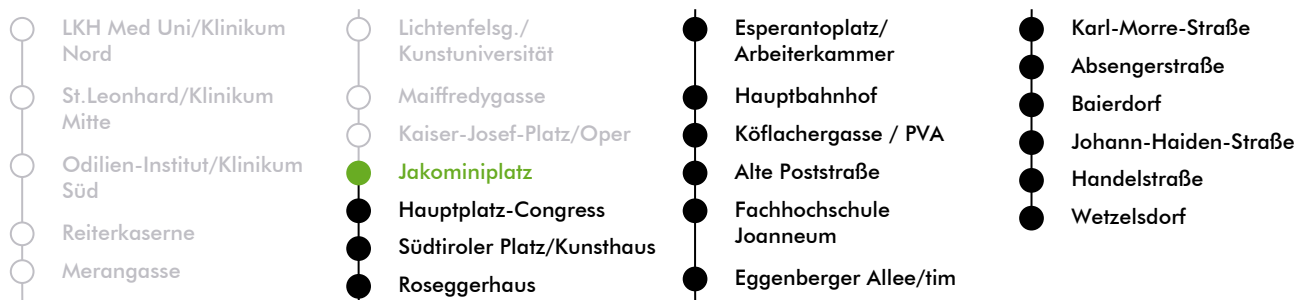 LKH Med Uni/Klinikum
Nord
St.Leonhard/Klinikum
Mitte
Odilien-Institut/Klinikum
Süd
Reiterkaserne
Merangasse
Lichtenfelsg./
Kunstuniversität
Maiffredygasse
Kaiser-Josef-Platz/Oper
Jakominiplatz
Hauptplatz-Congress
Südtiroler Platz/Kunsthaus
Roseggerhaus
Esperantoplatz/
Arbeiterkammer
Hauptbahnhof
Köflachergasse / PVA
Alte Poststraße
Fachhochschule
Joanneum
Eggenberger Allee/tim
Karl-Morre-Straße
Absengerstraße
Baierdorf
Johann-Haiden-Straße
Handelstraße
Wetzelsdorf